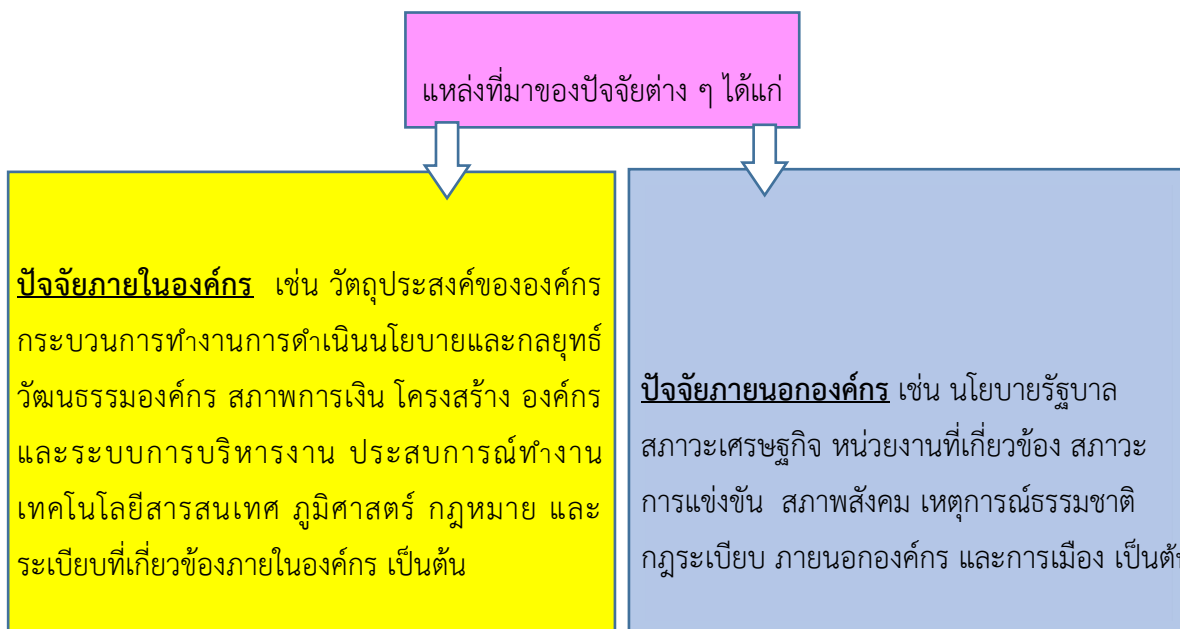 แหล่งที่มาของปัจจัยต่าง ๆ ได้แก่
ปัจจัยภายในองค์กร เช่น วัตถุประสงค์ขององค์กร
กระบวนการทำงานการดำเนินนโยบายและกลยุทธ์
วัฒนธรรมองค์กร สภาพการเงิน โครงสร้าง องค์กร
และระบบการบริหารงาน ประสบการณ์ทำงาน
เทคโนโลยีสารสนเทศ ภูมิศาสตร์ กฎหมาย และ
ระเบียบที่เกี่ยวข้องภายในองค์กร เป็นต้น
ปัจจัยภายนอกองค์กร เช่น นโยบายรัฐบาล
สภาวะเศรษฐกิจ หน่วยงานที่เกี่ยวข้อง สภาวะ
การแข่งขัน สภาพสังคม เหตุการณ์ธรรมชาติ
กฎระเบียบ ภายนอกองค์กร และการเมือง เป็นต้น